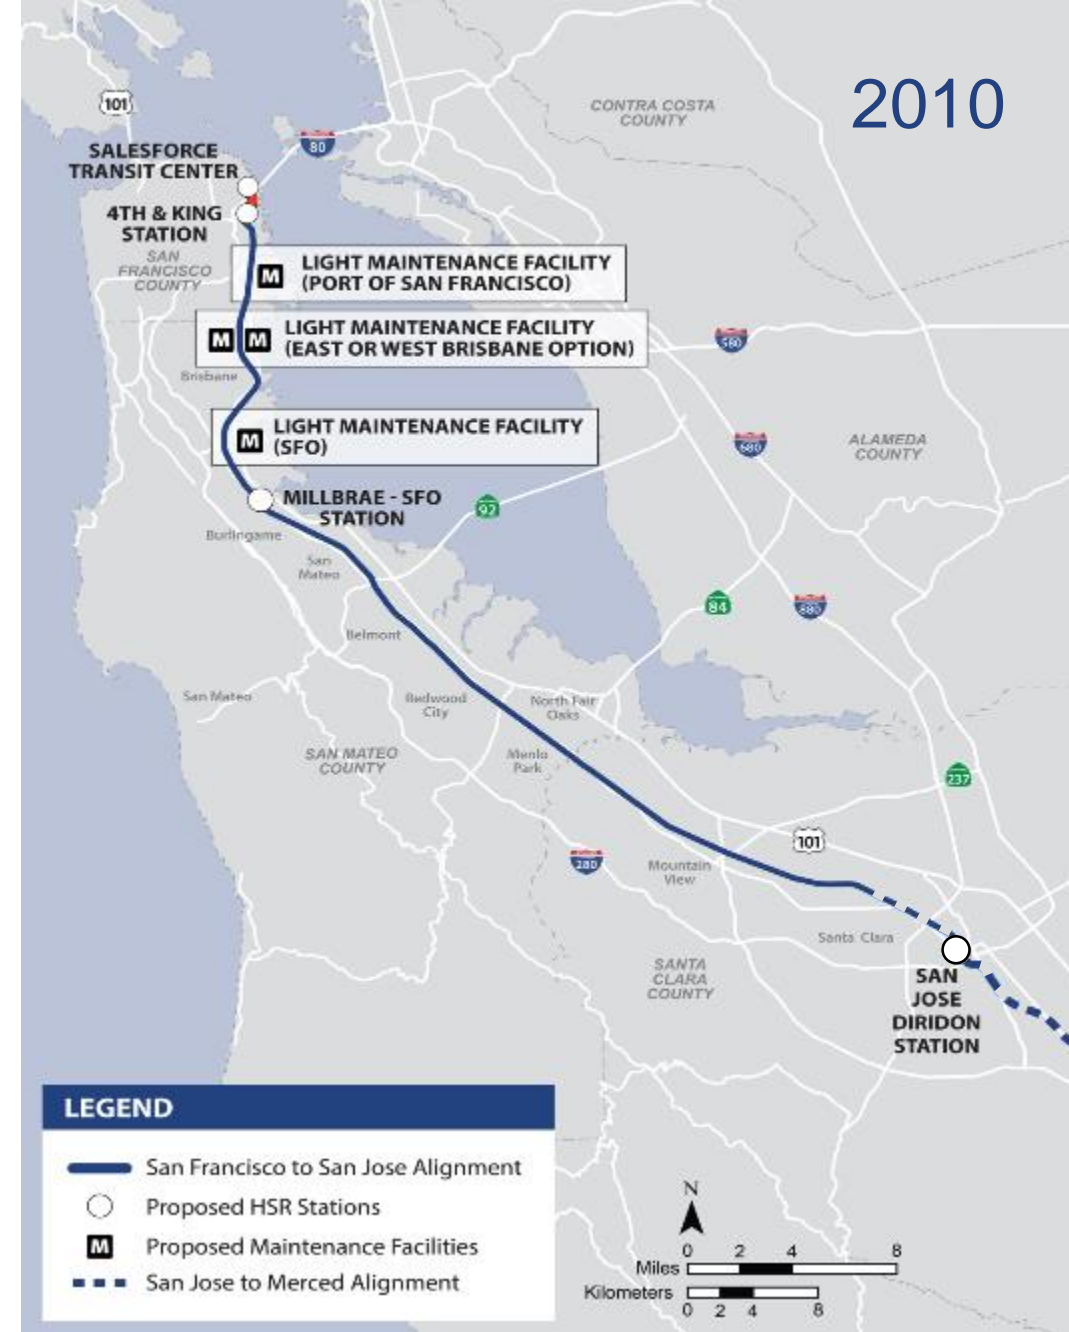 2010
101
CONTRA COSTA
COUNTY
80
SALESFORCE
TRANSIT CENTER
4TH & KING
STATION
SAN
FRANCISCO
COUNTY
M
LIGHT MAINTENANCE FACILITY
(PORT OF SAN FRANCISCO)
M M
LIGHT MAINTENANCE FACILITY
(EAST OR WEST BRISBANE OPTION)
580
Brisbane
M
LIGHT MAINTENANCE FACILITY
(SFO)
680
ALAMEDA
COUNTY
MILLBRAE - SFO
STATION
92
Burlingame
San
Mateo
84
880
Belmont
San Mateo
Redwood
City
North Fair
Oaks
SAN MATEO
COUNTY
Menlo
Park
237
101
280
Mountain
View
Santa Clara
SANTA
CLARA
COUNTY
SAN
JOSE
DIRIDON
STATION
LEGEND
San Francisco to San Jose Alignment
Proposed HSR Stations
M Proposed Maintenance Facilities
San Jose to Merced Alignment
N
0 2 4 8
Miles
Kilometers
0 2 4 8